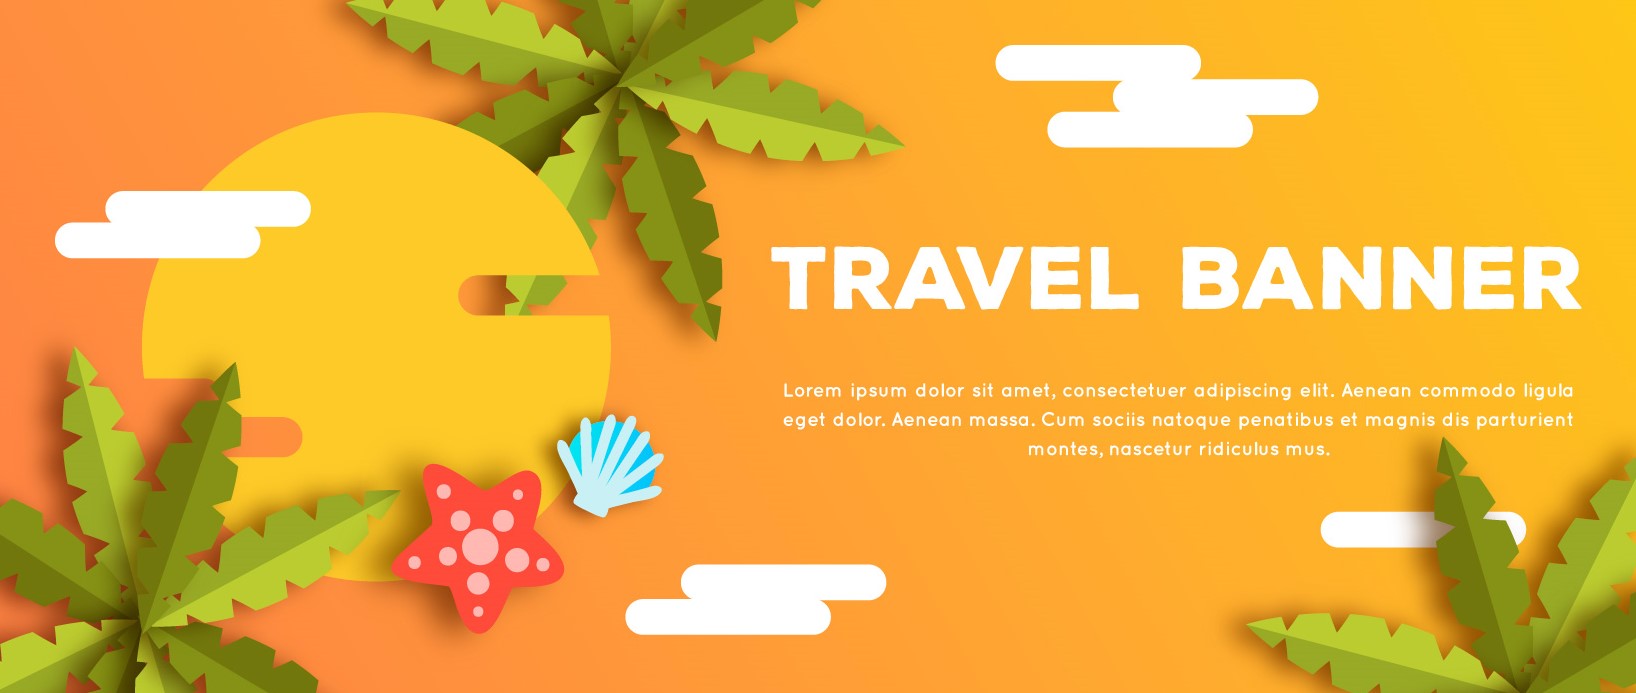 TRAVEL BANNER
Lorem ipsum dolor sit amet, consectetuer adipiscing elit. Aenean commodo ligula
eget dolor. Aenean massa. Cum sociis natoque penatibus et magnis dis parturient
montes, nascetur ridiculus mus.